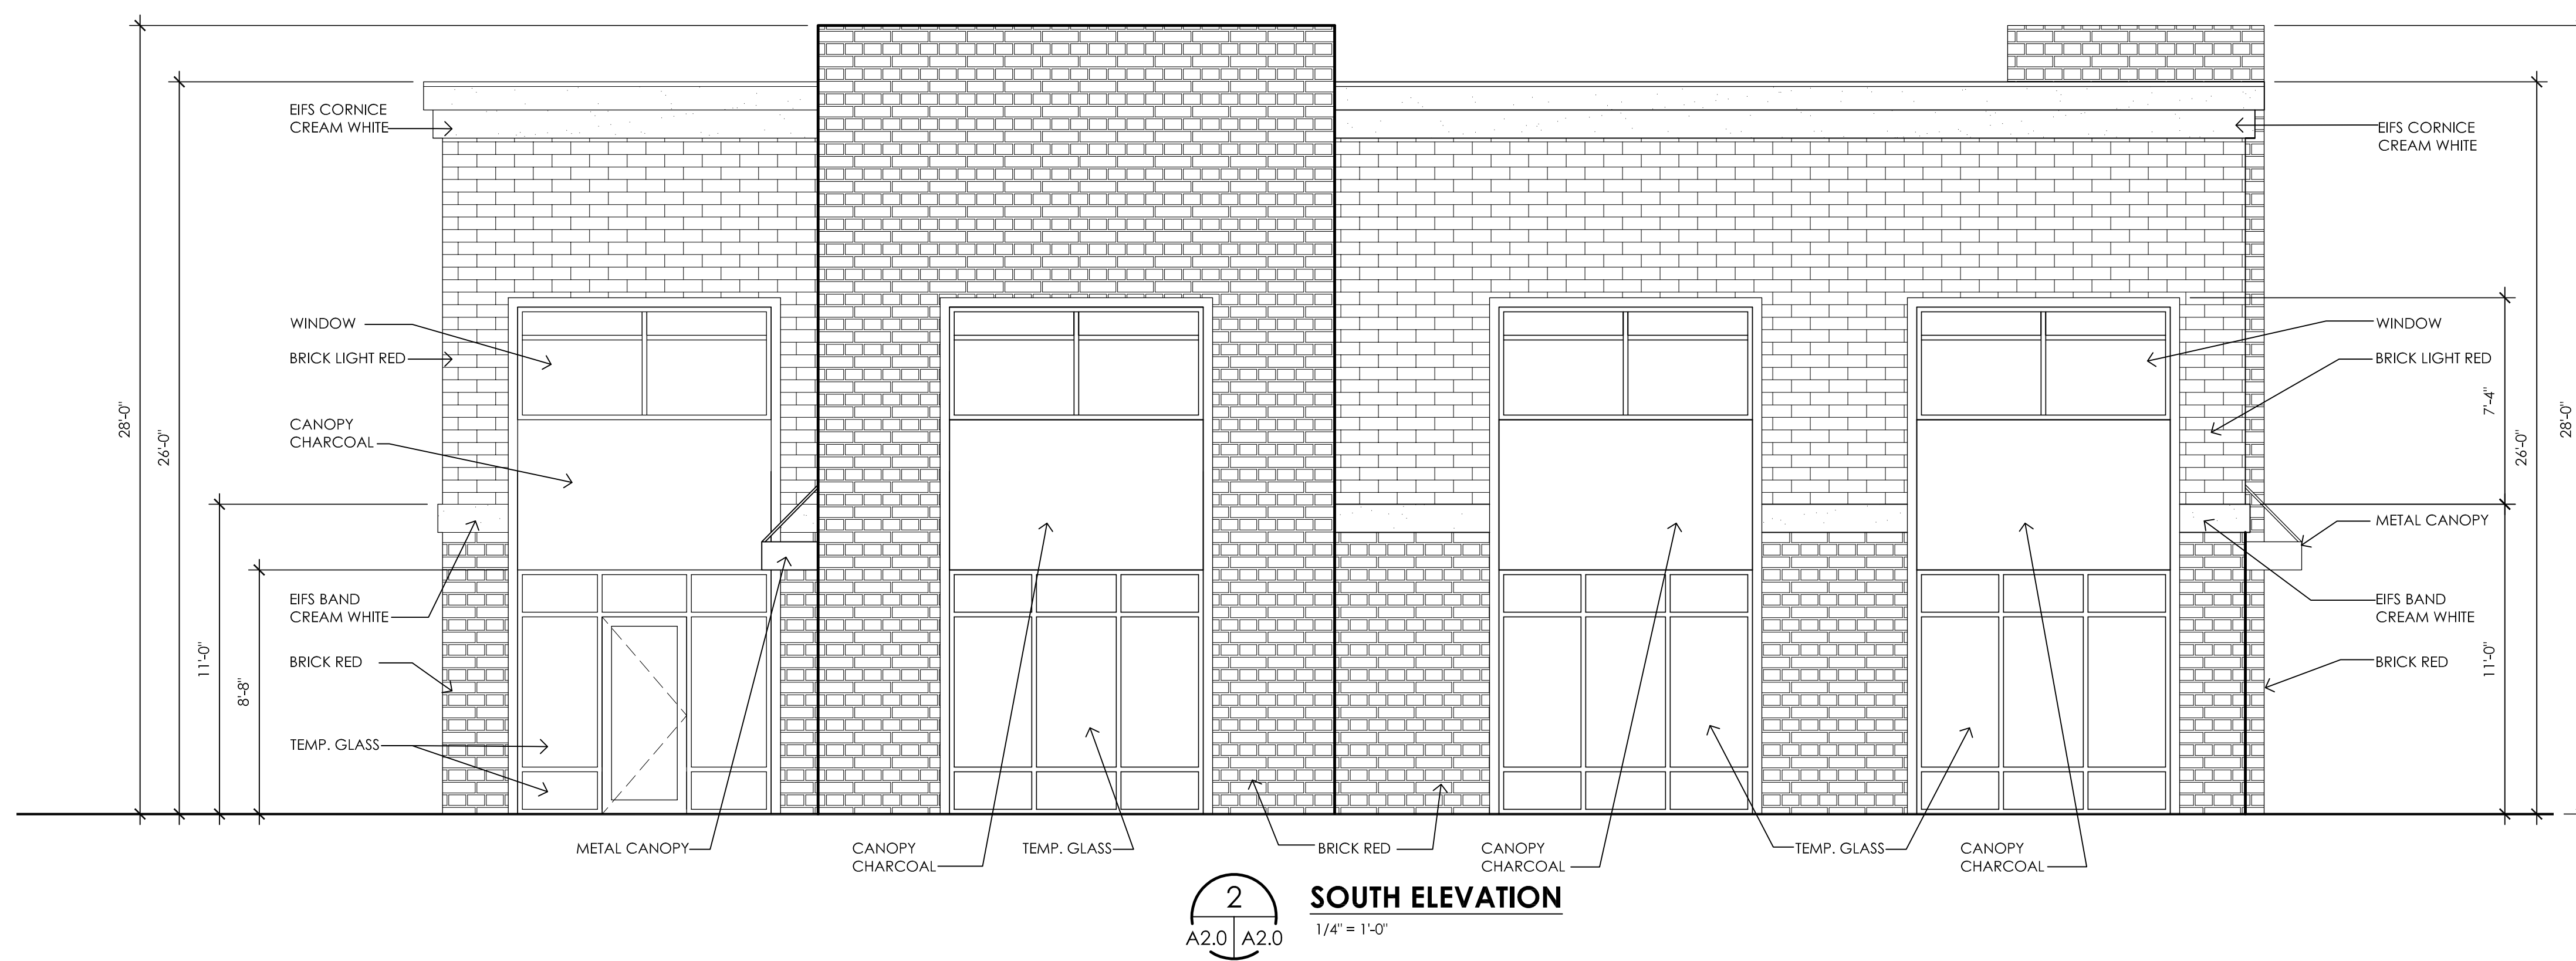 EIFS CORNICE
CREAM WHITE
WINDOW
BRICK LIGHT RED
CANOPY
CHARCOAL
EIFS BAND
CREAM WHITE
BRICK RED
TEMP. GLASS
28'-0"
26'-0"
11'-0"
8'-8"
METAL CANOPY
CANOPY
CHARCOAL
TEMP. GLASS
BRICK RED
CANOPY
CHARCOAL
TEMP. GLASS
CANOPY
CHARCOAL
EIFS CORNICE
CREAM WHITE
WINDOW
BRICK LIGHT RED
METAL CANOPY
EIFS BAND
CREAM WHITE
BRICK RED
7'-4"
11'-0"
26'-0"
28'-0"
2
A2.0 A2.0
SOUTH ELEVATION
1/4" = 1'-0"